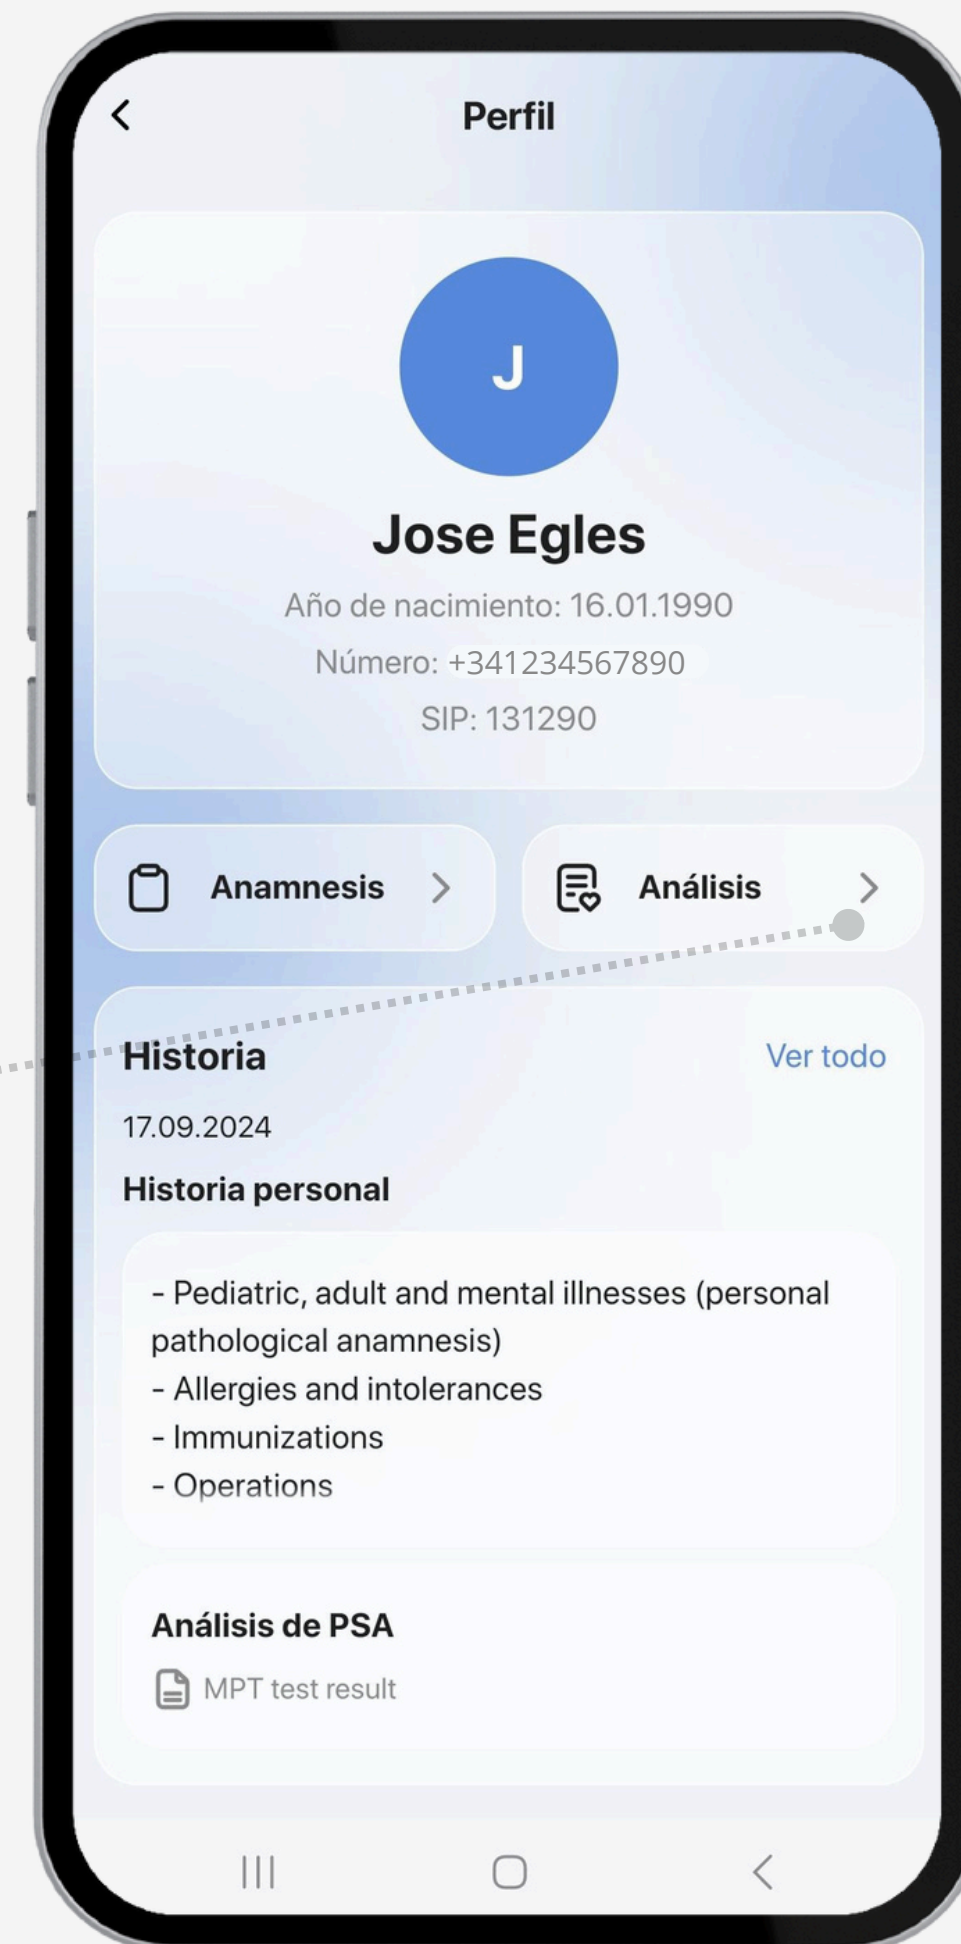 Perfil
J
Jose Egles
Año de nacimiento: 16.01.1990
Número: +341234567890
SIP: 131290
Anamnesis
Análisis
Historia
Ver todo
17.09.2024
Historia personal
- Pediatric, adult and mental illnesses (personal
pathological anamnesis)
- Allergies and intolerances
- Immunizations
- Operations
Análisis de PSA
MPT test result